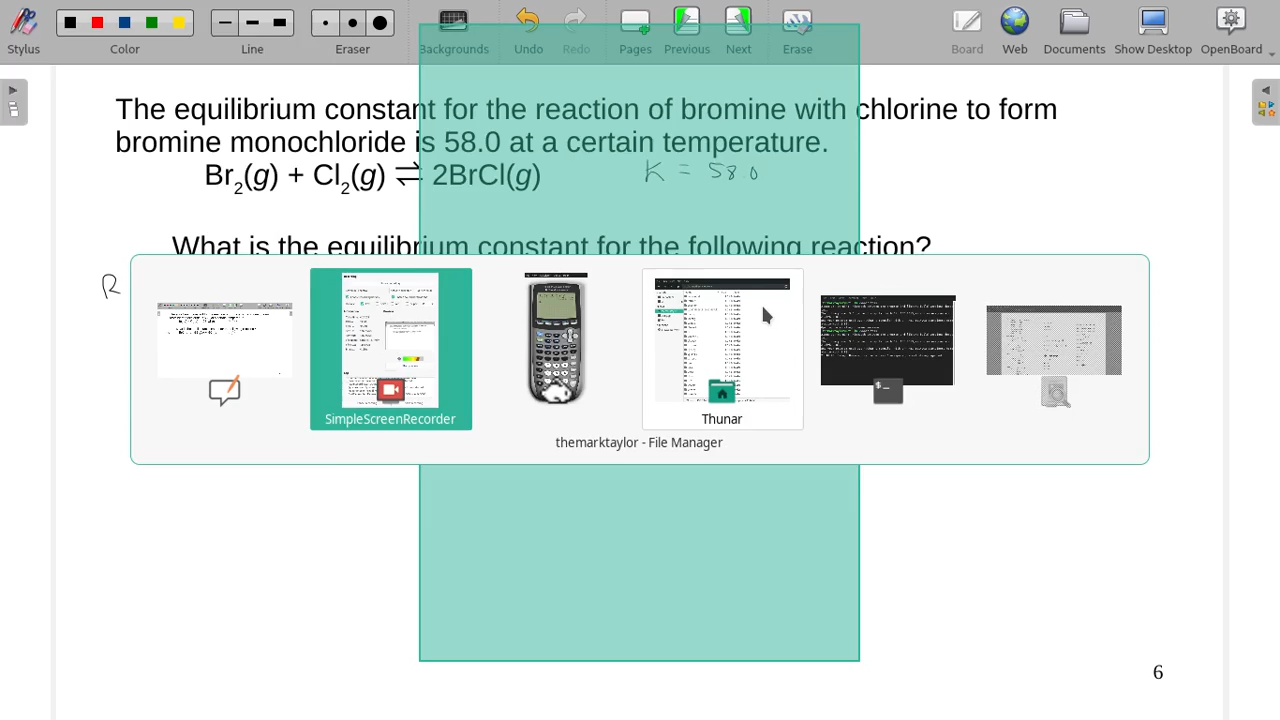 Stylus Color Line Eraser Backgrounds Undo Redo Pages Previous Next Erase Board Web Documents Show Desktop OpenBoard
The equilibrium constant for the reaction of bromine with chlorine to form
bromine monochloride is 58.0 at a certain temperature.
Br2(g) + Cl2(g) ⇌ 2BrCl(g) K = 58.0
What is the equilibrium constant for the following reaction?
R
SimpleScreenRecorder Thunar
themarktaylor - File Manager
6